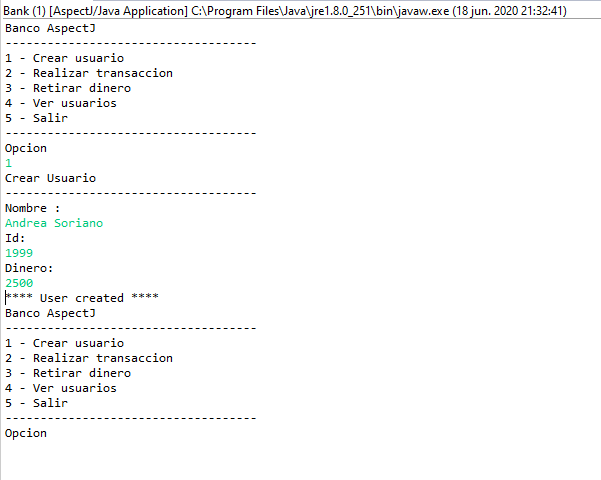 Bank (1) [AspectJ/Java Application] C:\Program Files\Java\jre1.8.0_251\bin\javaw.exe (18 jun. 2020 21:32:41)
Banco AspectJ
------------------------------------
1 - Crear usuario
2 - Realizar transaccion
3 - Retirar dinero
4 - Ver usuarios
5 - Salir
------------------------------------
Opcion
1
Crear Usuario
------------------------------------
Nombre :
Andrea Soriano
Id:
1999
Dinero:
2500
**** User created ****
Banco AspectJ
------------------------------------
1 - Crear usuario
2 - Realizar transaccion
3 - Retirar dinero
4 - Ver usuarios
5 - Salir
------------------------------------
Opcion